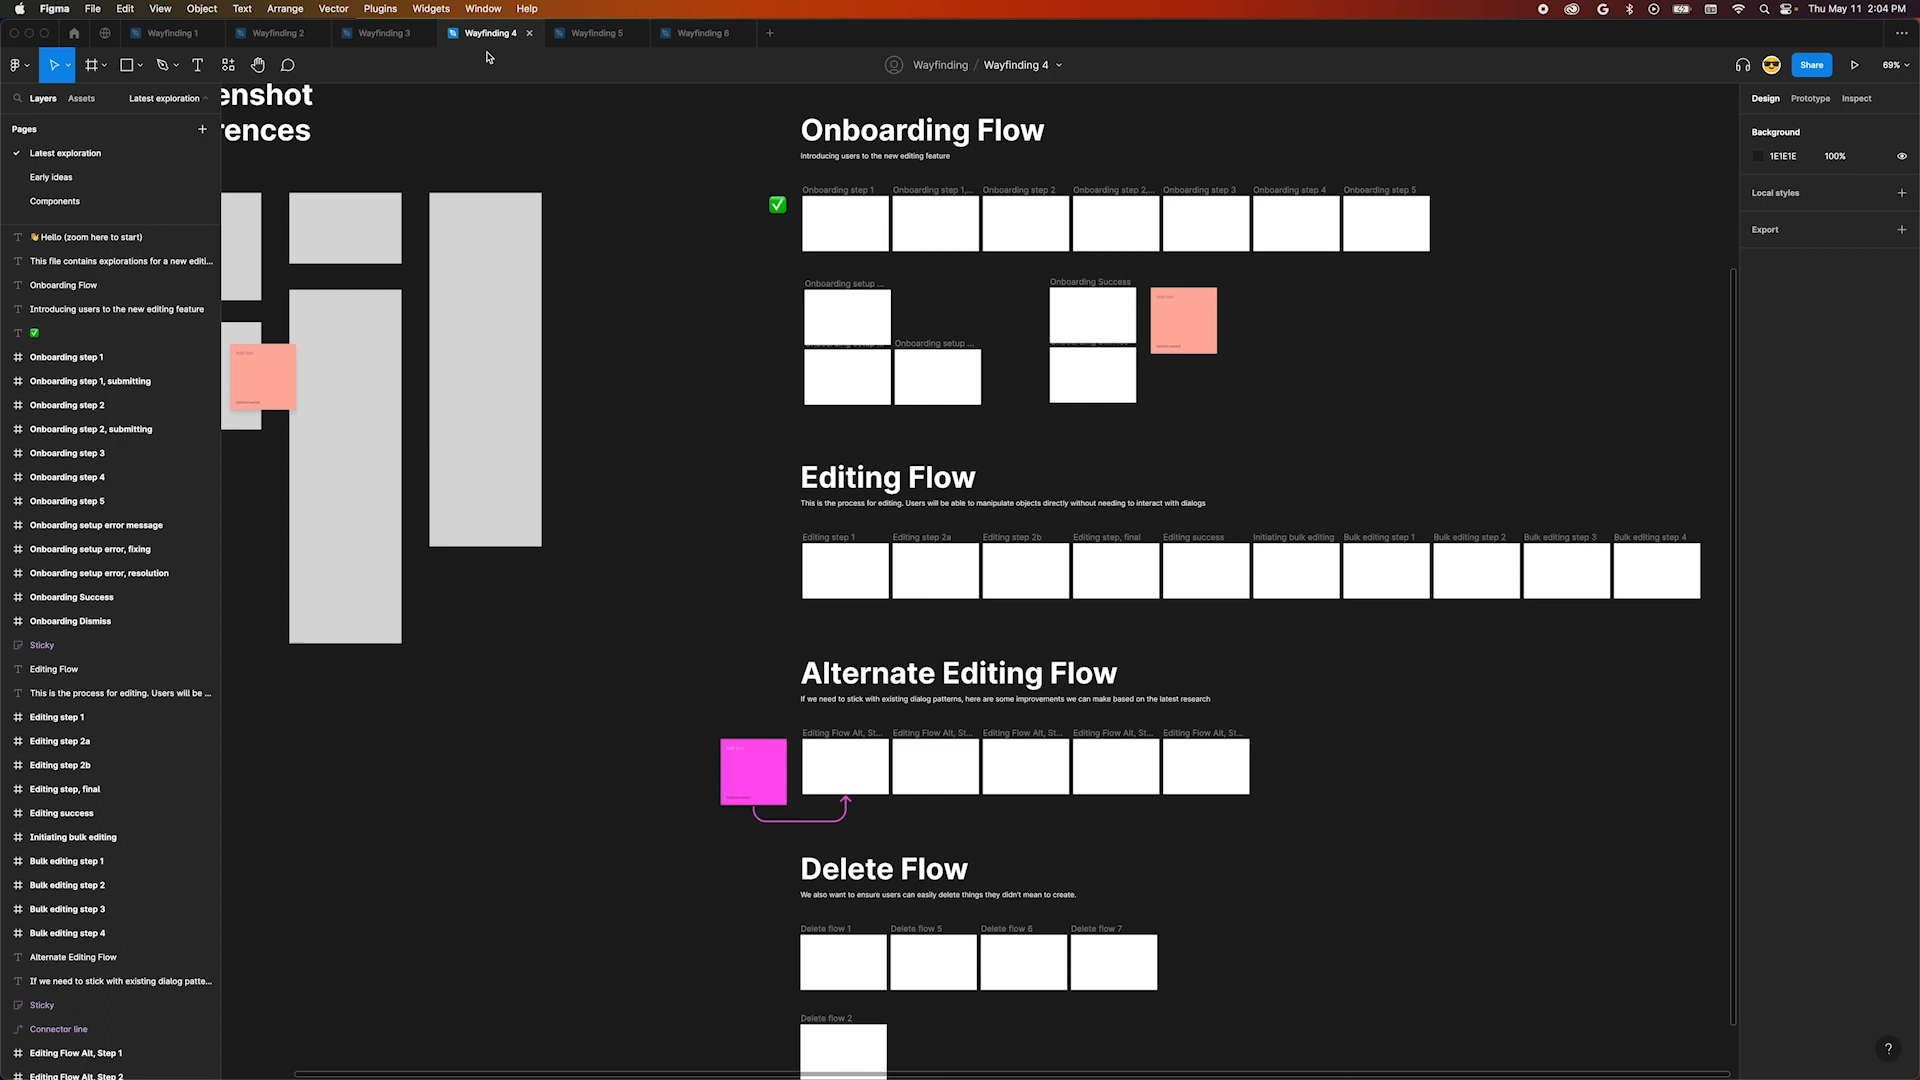 Figma File Edit View Object Text Arrange Vector Plugins Widgets Window Help Thu May 11 2:04 PM
Wayfinding 1 Wayfinding 2 Wayfinding 3 Wayfinding 4 Wayfinding 5 Wayfinding 6
Wayfinding / Wayfinding 4 Share 69%
Layers Assets Latest exploration
Pages
Latest exploration
Early ideas
Components
👋 Hello (zoom here to start)
This file contains explorations for a new editi...
Onboarding Flow
Introducing users to the new editing feature
✅
Onboarding step 1
Onboarding step 1, submitting
Onboarding step 2
Onboarding step 2, submitting
Onboarding step 3
Onboarding step 4
Onboarding step 5
Onboarding setup error message
Onboarding setup error, fixing
Onboarding setup error, resolution
Onboarding Success
Onboarding Dismiss
Sticky
Editing Flow
This is the process for editing. Users will be ...
Editing step 1
Editing step 2a
Editing step 2b
Editing step, final
Editing success
Initiating bulk editing
Bulk editing step 1
Bulk editing step 2
Bulk editing step 3
Bulk editing step 4
Alternate Editing Flow
If we need to stick with existing dialog patte...
Sticky
Connector line
Editing Flow Alt, Step 1
Editing Flow Alt, Step 2
enshot
rences
Onboarding Flow
Introducing users to the new editing feature
Onboarding step 1 Onboarding step 1,... Onboarding step 2 Onboarding step 2,... Onboarding step 3 Onboarding step 4 Onboarding step 5
Onboarding setup ... Onboarding Success
Onboarding setup ...
Editing Flow
This is the process for editing. Users will be able to manipulate objects directly without needing to interact with dialogs
Editing step 1 Editing step 2a Editing step 2b Editing step, final Editing success Initiating bulk editing Bulk editing step 1 Bulk editing step 2 Bulk editing step 3 Bulk editing step 4
Alternate Editing Flow
If we need to stick with existing dialog patterns, here are some improvements we can make based on the latest research
Editing Flow Alt, St... Editing Flow Alt, St... Editing Flow Alt, St... Editing Flow Alt, St... Editing Flow Alt, St...
Delete Flow
We also want to ensure users can easily delete things they didn't mean to create.
Delete flow 1 Delete flow 5 Delete flow 6 Delete flow 7
Delete flow 2
Design Prototype Inspect
Background
1E1E1E 100%
Local styles
Export
?